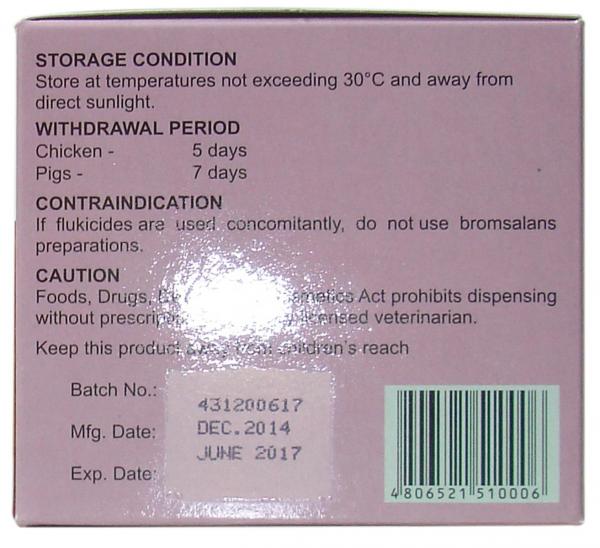 STORAGE CONDITION
Store at temperatures not exceeding 30°C and away from
direct sunlight.
WITHDRAWAL PERIOD
Chicken - 5 days
Pigs - 7 days
CONTRAINDICATION
If flukicides are used concomitantly, do not use bromsalans
preparations.
CAUTION
Foods, Drugs, Act prohibits dispensing
without licensed veterinarian.
Keep this product away from children's reach
Batch No.: 431200617
Mfg. Date: DEC.2014
Exp. Date: JUNE 2017
4806521510006